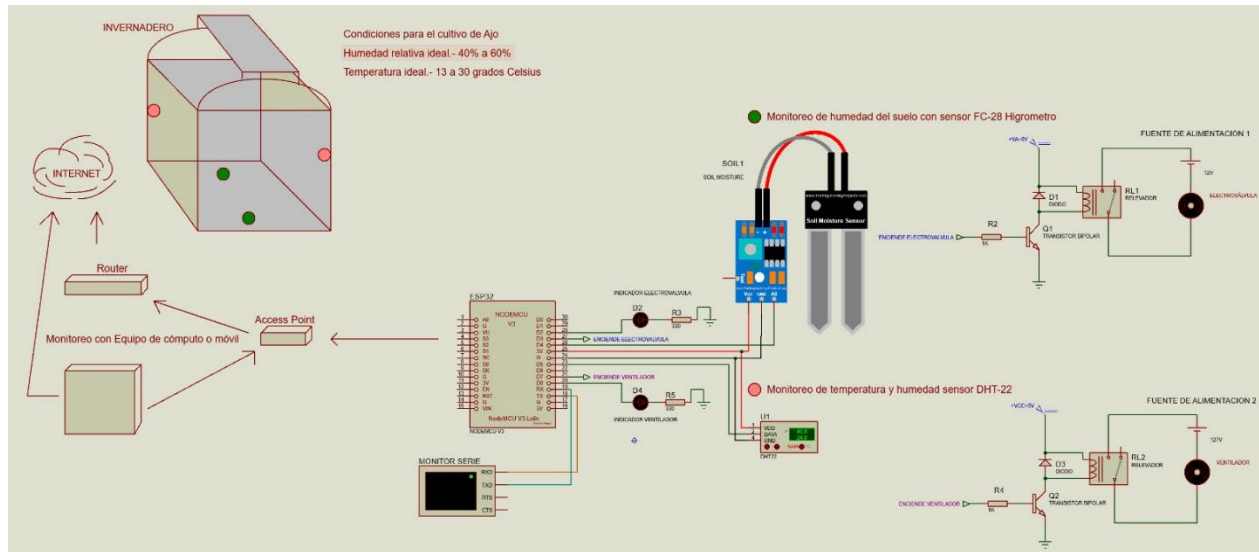 INVERNADERO
Condiciones para el cultivo de Ajo
Humedad relativa ideal.- 40% a 60%
Temperatura ideal.- 13 a 30 grados Celsius
INTERNET
Router
Access Point
Monitoreo con Equipo de cómputo o móvil
ESP32
NODEMCU
V3
NodeMCU V3 Lolin
NODEMCU V3
MONITOR SERIE
RXD
TXD
RTS
CTS
INDICADOR ELECTROVALVULA
D2
R3
330
ENCIENDE ELECTROVALVULA
ENCIENDE VENTILADOR
D4
R5
330
INDICADOR VENTILADOR
Monitoreo de humedad del suelo con sensor FC-28 Higrometro
SOIL1
SOIL MOISTURE
Soil Moisture Sensor
Monitoreo de temperatura y humedad sensor DHT-22
U1
VDD
DATA
GND
DHT22
FUENTE DE ALIMENTACION 1
D1
DIODO
RL1
RELEVADOR
12V
ELECTROVÁLVULA
ENCIENDE ELECTROVALVULA
R2
1K
Q1
TRANSISTOR BIPOLAR
FUENTE DE ALIMENTACION 2
+VCC=5V
D3
DIODO
RL2
RELEVADOR
127V
VENTILADOR
ENCIENDE VENTILADOR
R4
1K
Q2
TRANSISTOR BIPOLAR